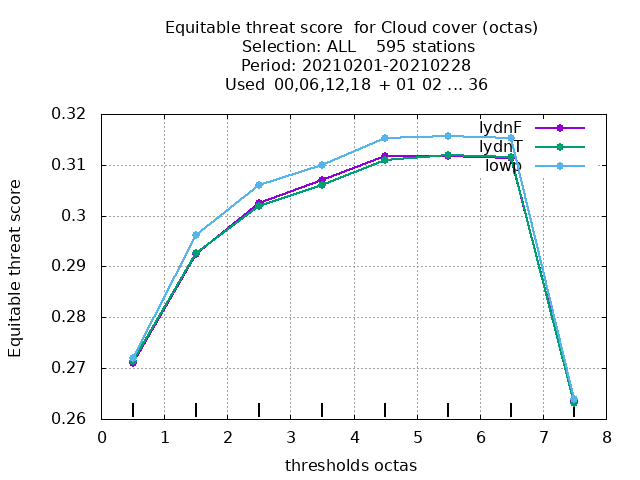 Equitable threat score  for Cloud cover (octas)
Selection: ALL    595 stations
Period: 20210201-20210228
Used  00,06,12,18  + 01 02 ... 36
0.32
0.31
0.3
0.29
0.28
0.27
0.26
Equitable threat score
lydnF
lydnT
lowp
0 1 2 3 4 5 6 7 8
thresholds octas